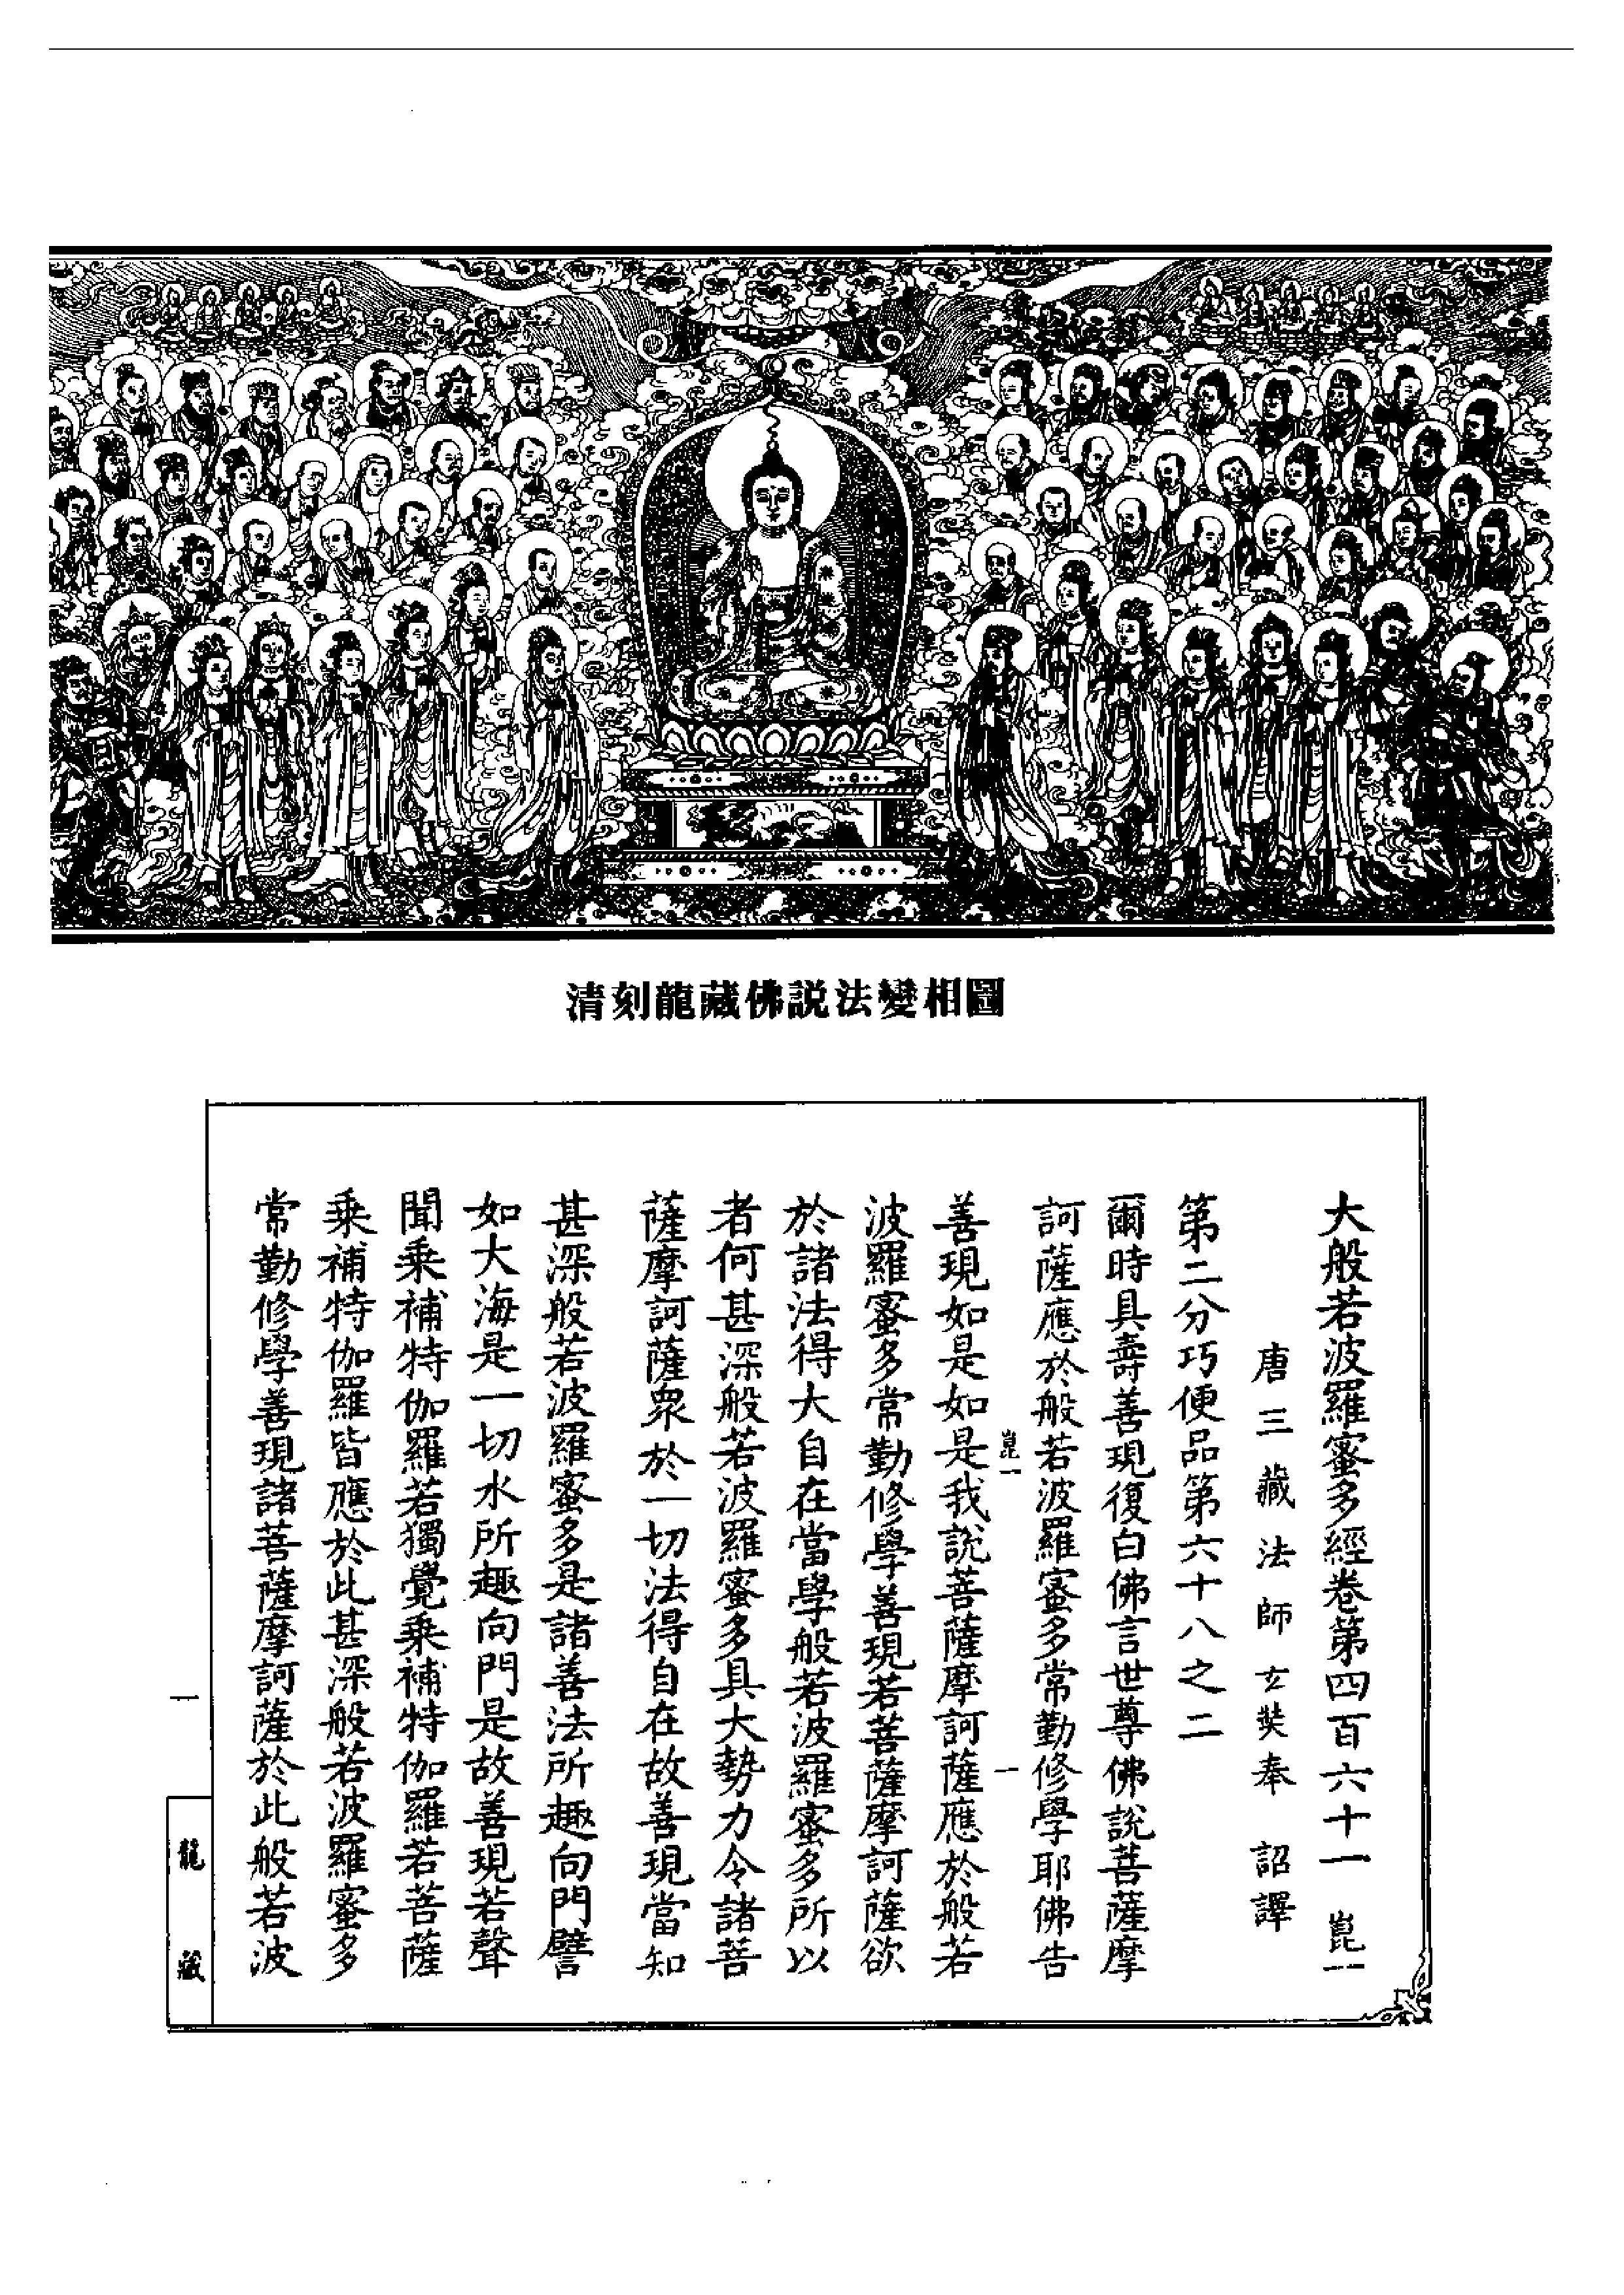 清刻龍藏佛説法變相圖
大般若波羅蜜多經卷第四百六十一 崑一
唐三藏法師玄奘奉 詔譯
第二分巧便品第六十八之二
爾時具壽善現復白佛言世尊佛說菩薩摩
訶薩應於般若波羅蜜多常勤修學耶佛告
崑一 一
善現如是如是我說菩薩摩訶薩應於般若
波羅蜜多常勤修學善現若菩薩摩訶薩欲
於諸法得大自在當學般若波羅蜜多所以
者何甚深般若波羅蜜多具大勢力令諸菩
薩摩訶薩衆於一切法得自在故善現當知
甚深般若波羅蜜多是諸善法所趣向門譬
如大海是一切水所趣向門是故善現若聲
聞乘補特伽羅若獨覺乘補特伽羅若菩薩
乘補特伽羅皆應於此甚深般若波羅蜜多
常勤修學善現諸菩薩摩訶薩於此般若波
一
龍藏